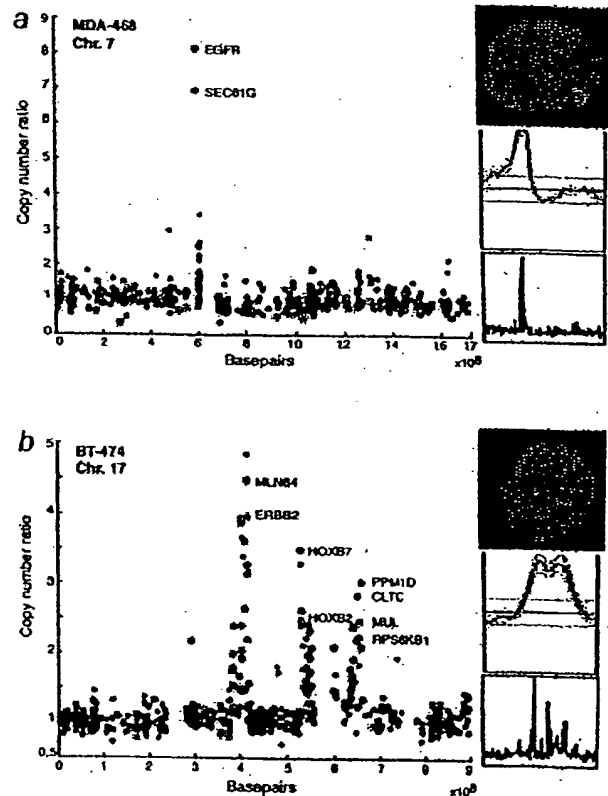 a
MDA-468
Chr. 7
Copy number ratio
9
8
7
6
5
4
3
2
1
0
EGFR
SEC61G
0 2 4 6 8 10 12 14 16 17
Basepairs
x10⁸
b
BT-474
Chr. 17
Copy number ratio
5
4
3
2
1
0.5
MLN64
ERBB2
HOXB7
HOXB2
PPM1D
CLTC
MUL
RPS6KB1
0 1 2 3 4 5 6 7 8 9
Basepairs
x10⁸